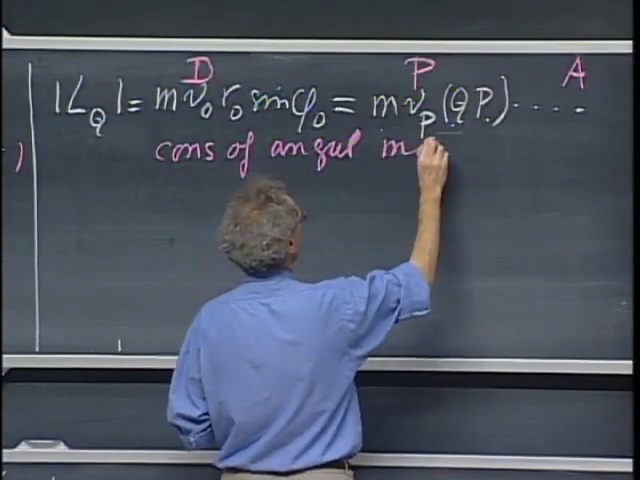 D P A
|L_Q| = m v_0 r_0 sin φ_0 = m v_P (QP) ....
) cons of angul m